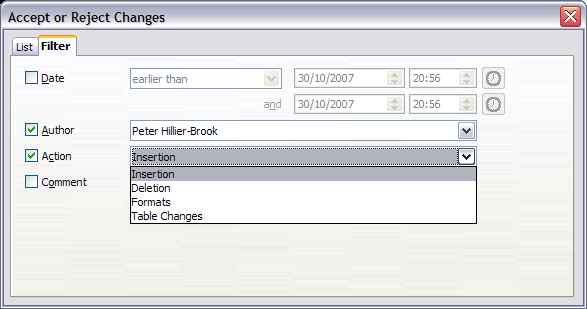 Accept or Reject Changes
List Filter
Date earlier than 30/10/2007 20:56
and 30/10/2007 20:56
Author Peter Hillier-Brook
Action Insertion
Insertion
Comment Deletion
Formats
Table Changes